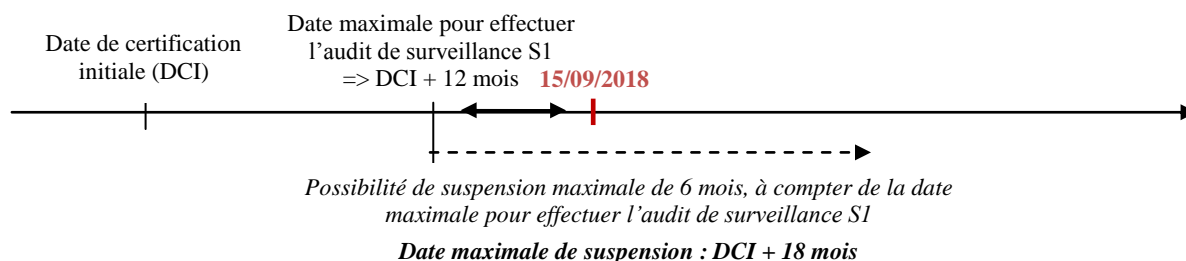 Date de certification
initiale (DCI)
Date maximale pour effectuer
l’audit de surveillance S1
=> DCI + 12 mois
15/09/2018
Possibilité de suspension maximale de 6 mois, à compter de la date
maximale pour effectuer l’audit de surveillance S1
Date maximale de suspension : DCI + 18 mois